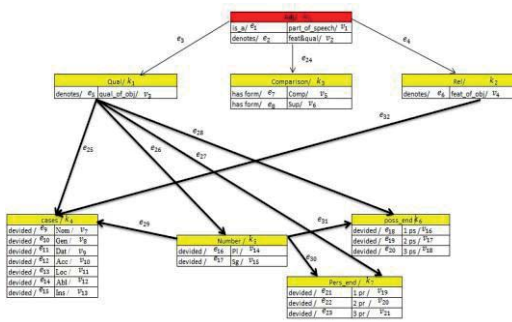 Adj/
is_a/ e₁ part_of_speech/ v₁
denotes/ e₂ feat&qual/ v₂
e₃
e₂₄
e₄
Qual/ k₁
denotes/ e₅ qual_of_obj/ v₃
Comparison/ k₃
has form/ e₇ Comp/ v₅
has form/ e₈ Sup/ v₆
Rel/ k₂
denotes/ e₆ feat_of_obj/ v₄
e₂₅
e₂₆
e₂₇
e₂₈
e₃₂
cases/ k₄
devided/ e₉ Nom/ v₇
devided/ e₁₀ Gem/ v₈
devided/ e₁₁ Dat/ v₉
devided/ e₁₂ Acc/ v₁₀
devided/ e₁₃ Loc/ v₁₁
devided/ e₁₄ Abl/ v₁₂
devided/ e₁₅ Ins/ v₁₃
e₂₉
Number/ k₅
devided/ e₁₆ Pl/ v₁₄
devided/ e₁₇ Sg/ v₁₅
e₃₁
e₃₀
poss_end k₆
devided/ e₁₈ 1 ps/ v₁₆
devided/ e₁₉ 2 ps/ v₁₇
devided/ e₂₀ 3 ps/ v₁₈
Pers_end/ k₇
devided/ e₂₁ 1 pr/ v₁₉
devided/ e₂₂ 2 pr/ v₂₀
devided/ e₂₃ 3 pr/ v₂₁